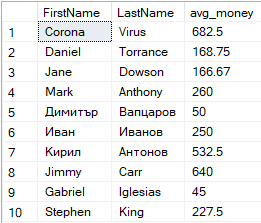 FirstName LastName avg_money
1 Corona Virus 682.5
2 Daniel Torrance 168.75
3 Jane Dowson 166.67
4 Mark Anthony 260
5 Димитър Вапцаров 50
6 Иван Иванов 250
7 Кирил Антонов 532.5
8 Jimmy Carr 640
9 Gabriel Iglesias 45
10 Stephen King 227.5